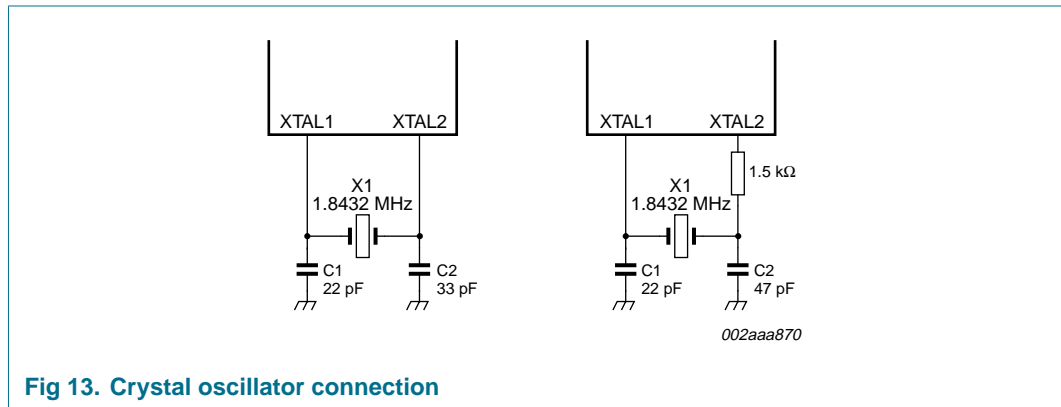 XTAL1 XTAL2
X1
1.8432 MHz
C1
22 pF
C2
33 pF
XTAL1 XTAL2
1.5 kΩ
X1
1.8432 MHz
C1
22 pF
C2
47 pF
002aaa870
Fig 13. Crystal oscillator connection